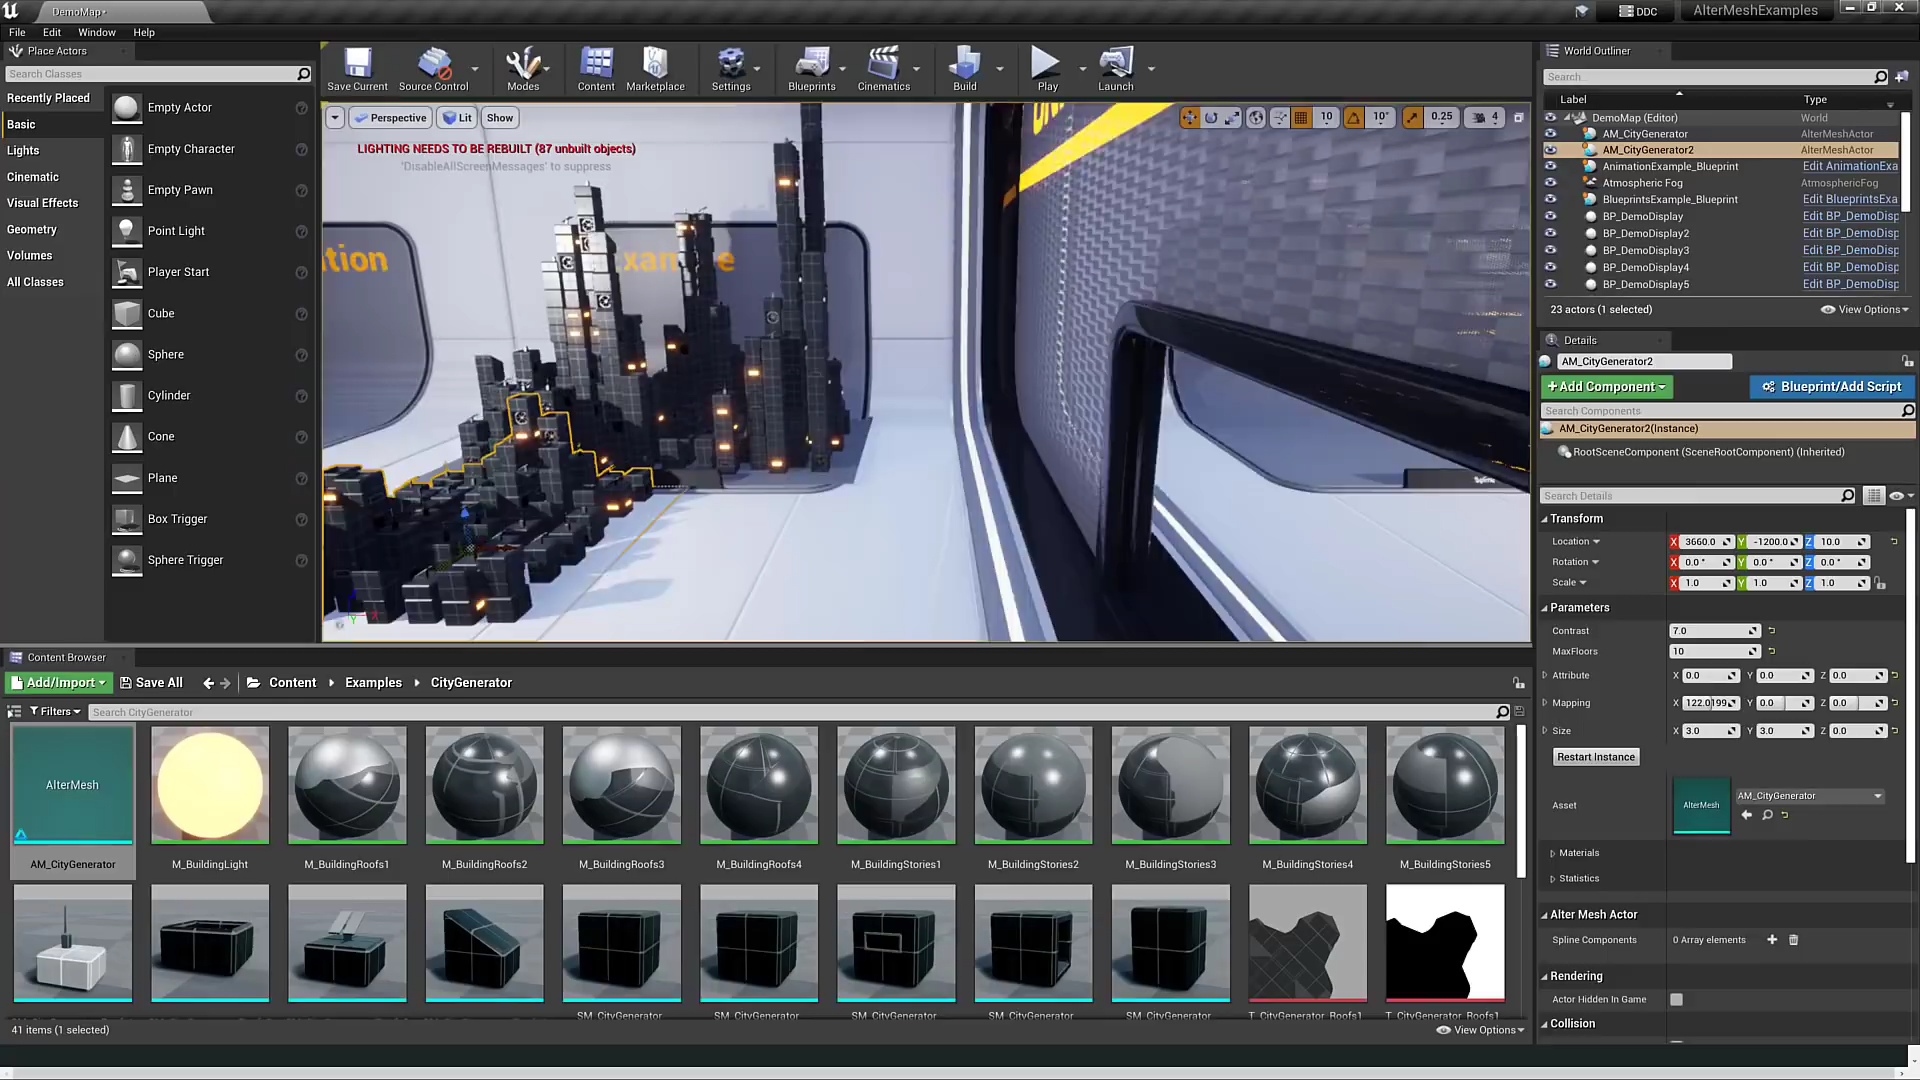 DemoMap*
DDC
AlterMeshExamples
File
Edit
Window
Help
Place Actors
Search Classes
Recently Placed
Basic
Lights
Cinematic
Visual Effects
Geometry
Volumes
All Classes
Empty Actor
Empty Character
Empty Pawn
Point Light
Player Start
Cube
Sphere
Cylinder
Cone
Plane
Box Trigger
Sphere Trigger
Save Current
Source Control
Modes
Content
Marketplace
Settings
Blueprints
Cinematics
Build
Play
Launch
Perspective
Lit
Show
10
10°
0.25
4
LIGHTING NEEDS TO BE REBUILT (87 unbuilt objects)
'DisableAllScreenMessages' to suppress
World Outliner
Search...
Label
Type
DemoMap (Editor)
World
AM_CityGenerator
AlterMeshActor
AM_CityGenerator2
AlterMeshActor
AnimationExample_Blueprint
Edit AnimationExa
Atmospheric Fog
AtmosphericFog
BlueprintsExample_Blueprint
Edit BlueprintsExa
BP_DemoDisplay
Edit BP_DemoDisp
BP_DemoDisplay2
Edit BP_DemoDisp
BP_DemoDisplay3
Edit BP_DemoDisp
BP_DemoDisplay4
Edit BP_DemoDisp
BP_DemoDisplay5
Edit BP_DemoDisp
23 actors (1 selected)
View Options
Details
AM_CityGenerator2
+Add Component
Blueprint/Add Script
Search Components
AM_CityGenerator2(Instance)
RootSceneComponent (SceneRootComponent) (Inherited)
Search Details
Transform
Location
X 3660.0 Y -1200.0 Z 10.0
Rotation
X 0.0° Y 0.0° Z 0.0°
Scale
X 1.0 Y 1.0 Z 1.0
Parameters
Contrast
7.0
MaxFloors
10
Attribute
X 0.0 Y 0.0 Z 0.0
Mapping
X 122.0199 Y 0.0 Z 0.0
Size
X 3.0 Y 3.0 Z 0.0
Restart Instance
Asset
AlterMesh
AM_CityGenerator
Materials
Statistics
Alter Mesh Actor
Spline Components
0 Array elements
Rendering
Actor Hidden In Game
Collision
Content Browser
Add/Import
Save All
Content
Examples
CityGenerator
Filters
Search CityGenerator
AlterMesh
AM_CityGenerator
M_BuildingLight
M_BuildingRoofs1
M_BuildingRoofs2
M_BuildingRoofs3
M_BuildingRoofs4
M_BuildingStories1
M_BuildingStories2
M_BuildingStories3
M_BuildingStories4
M_BuildingStories5
SM_CityGenerator
SM_CityGenerator
SM_CityGenerator
SM_CityGenerator
SM_CityGenerator
T_CityGenerator_Roofs1
T_CityGenerator_Roofs1
41 items (1 selected)
View Options